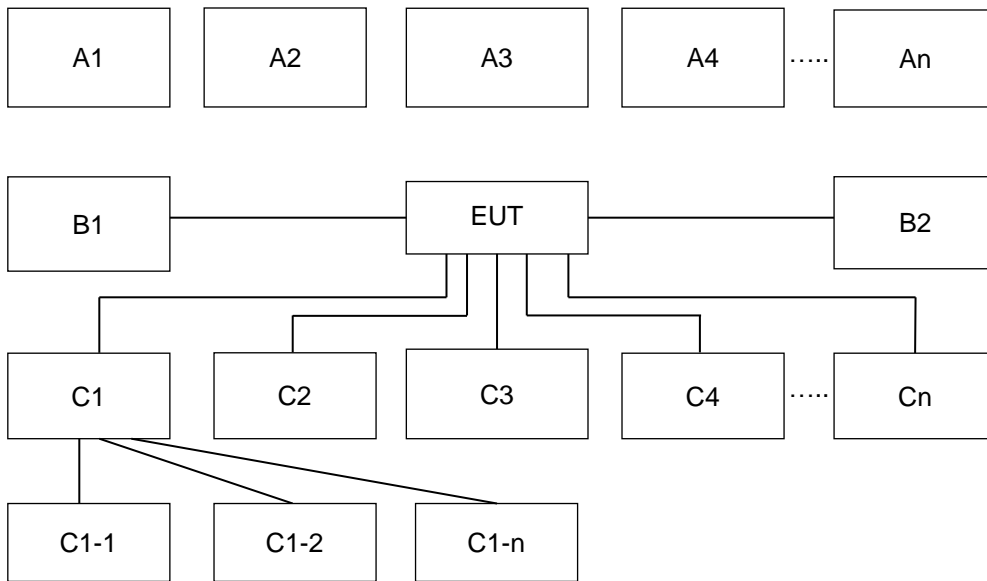 A1 A2 A3 A4 ….. An
B1 EUT B2
C1 C2 C3 C4 ….. Cn
C1-1 C1-2 C1-n